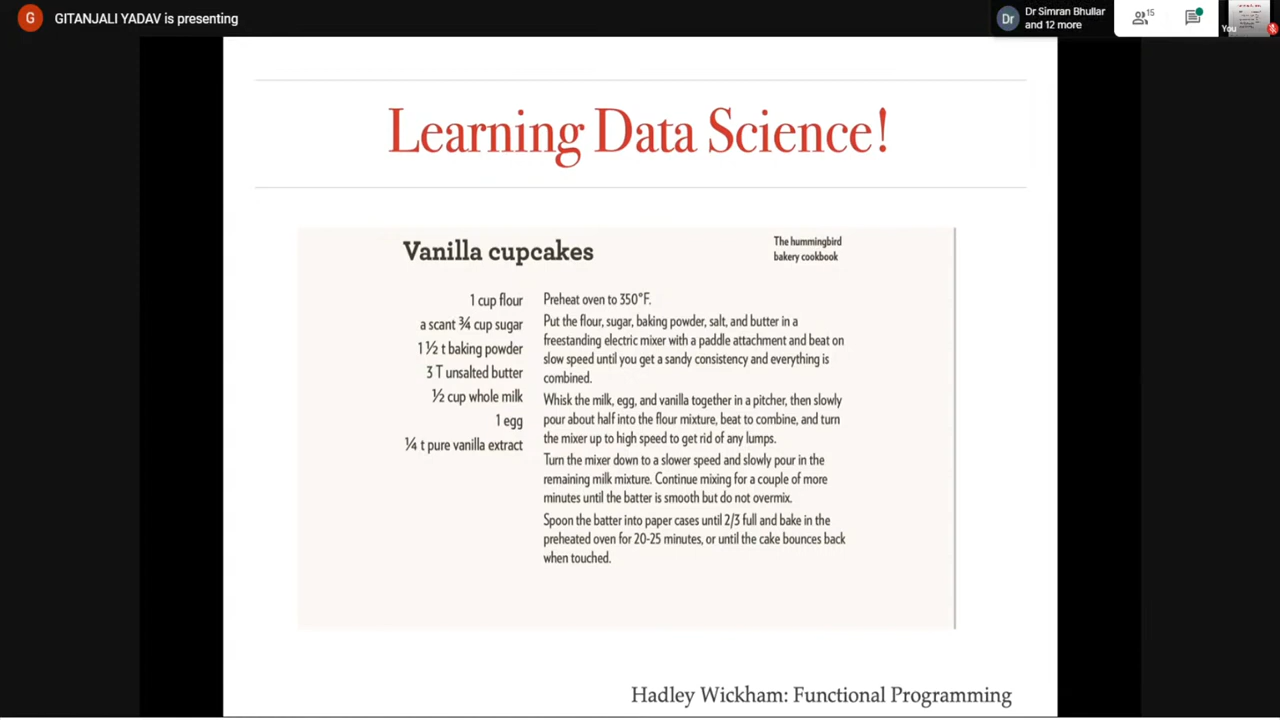 G
GITANJALI YADAV is presenting
Dr
Dr Simran Bhullar
and 12 more
15
You
Learning Data Science!
Vanilla cupcakes
The hummingbird
bakery cookbook
1 cup flour
a scant ¾ cup sugar
1 ½ t baking powder
3 T unsalted butter
½ cup whole milk
1 egg
¼ t pure vanilla extract
Preheat oven to 350°F.
Put the flour, sugar, baking powder, salt, and butter in a
freestanding electric mixer with a paddle attachment and beat on
slow speed until you get a sandy consistency and everything is
combined.
Whisk the milk, egg, and vanilla together in a pitcher, then slowly
pour about half into the flour mixture, beat to combine, and turn
the mixer up to high speed to get rid of any lumps.
Turn the mixer down to a slower speed and slowly pour in the
remaining milk mixture. Continue mixing for a couple of more
minutes until the batter is smooth but do not overmix.
Spoon the batter into paper cases until 2/3 full and bake in the
preheated oven for 20-25 minutes, or until the cake bounces back
when touched.
Hadley Wickham: Functional Programming